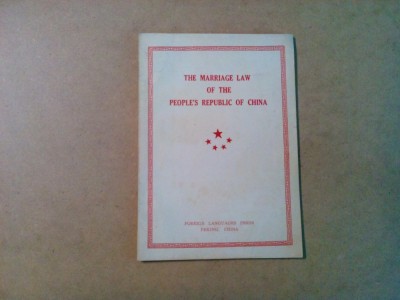 THE MARRIAGE LAW
OF THE
PEOPLE'S REPUBLIC OF CHINA
FOREIGN LANGUAGES PRESS
PEKING CHINA